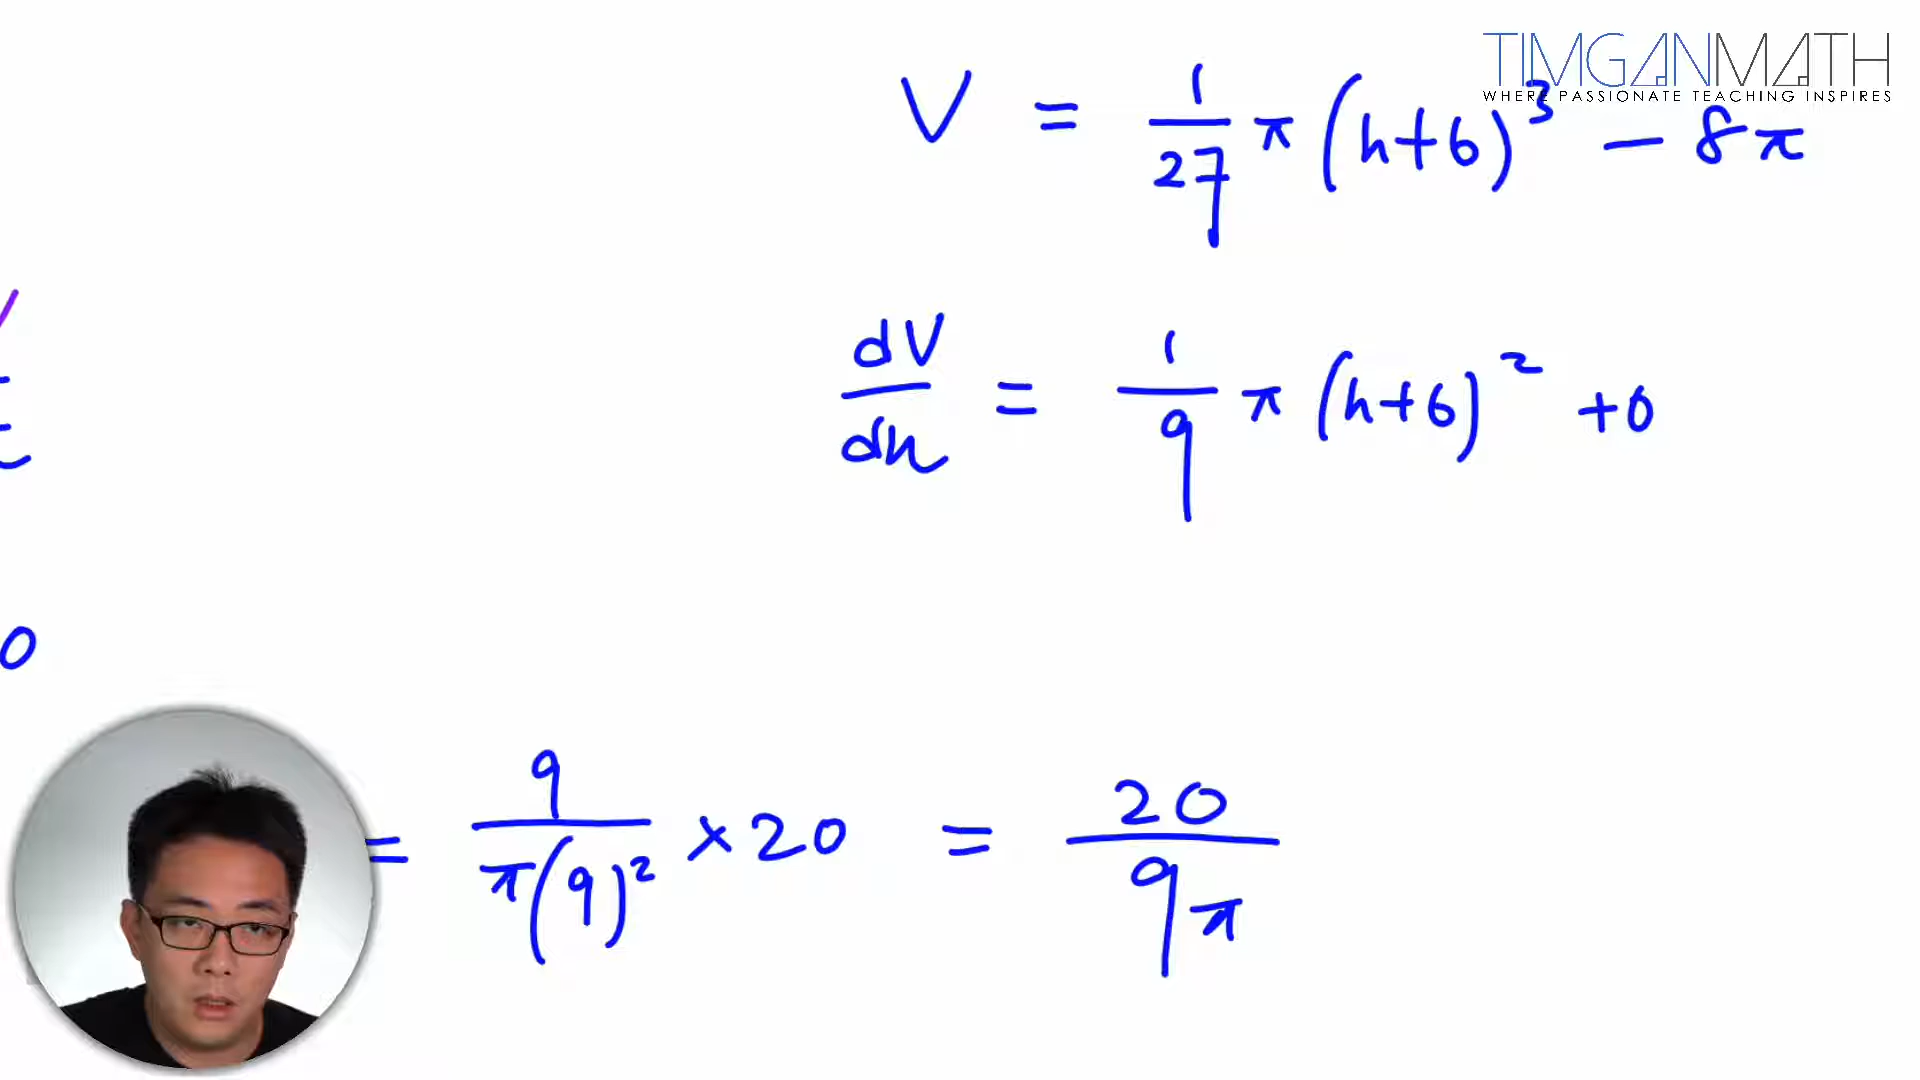 TIMGANMATH
WHERE PASSIONATE TEACHING INSPIRES
V = 1/27 π (h+6)³ − 8π
dV/dh = 1/9 π (h+6)² +0
0
= 9/π(9)² × 20 = 20/9π